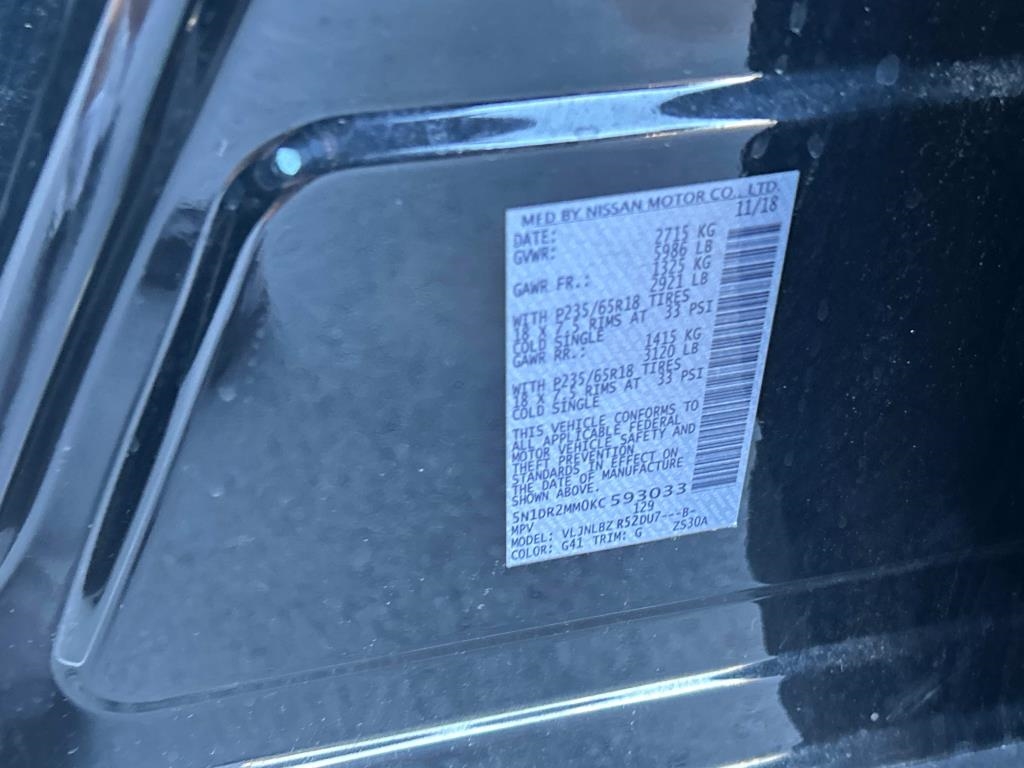 MFD BY NISSAN MOTOR CO., LTD.
DATE: 11/18
GVWR: 2715 KG
5986 LB
GAWR FR.: 1325 KG
2921 LB
WITH P235/65R18 TIRES
18 X 7.5 RIMS AT 33 PSI
COLD SINGLE
GAWR RR.: 1415 KG
3120 LB
WITH P235/65R18 TIRES
18 X 7.5 RIMS AT 33 PSI
COLD SINGLE
THIS VEHICLE CONFORMS TO
ALL APPLICABLE FEDERAL
MOTOR VEHICLE SAFETY AND
THEFT PREVENTION
STANDARDS IN EFFECT ON
THE DATE OF MANUFACTURE
SHOWN ABOVE.
5N1DR2MM0KC593033
MPV 129
MODEL: VLJNLBZ R52DU7---B-
COLOR: G41 TRIM: G ZS30A